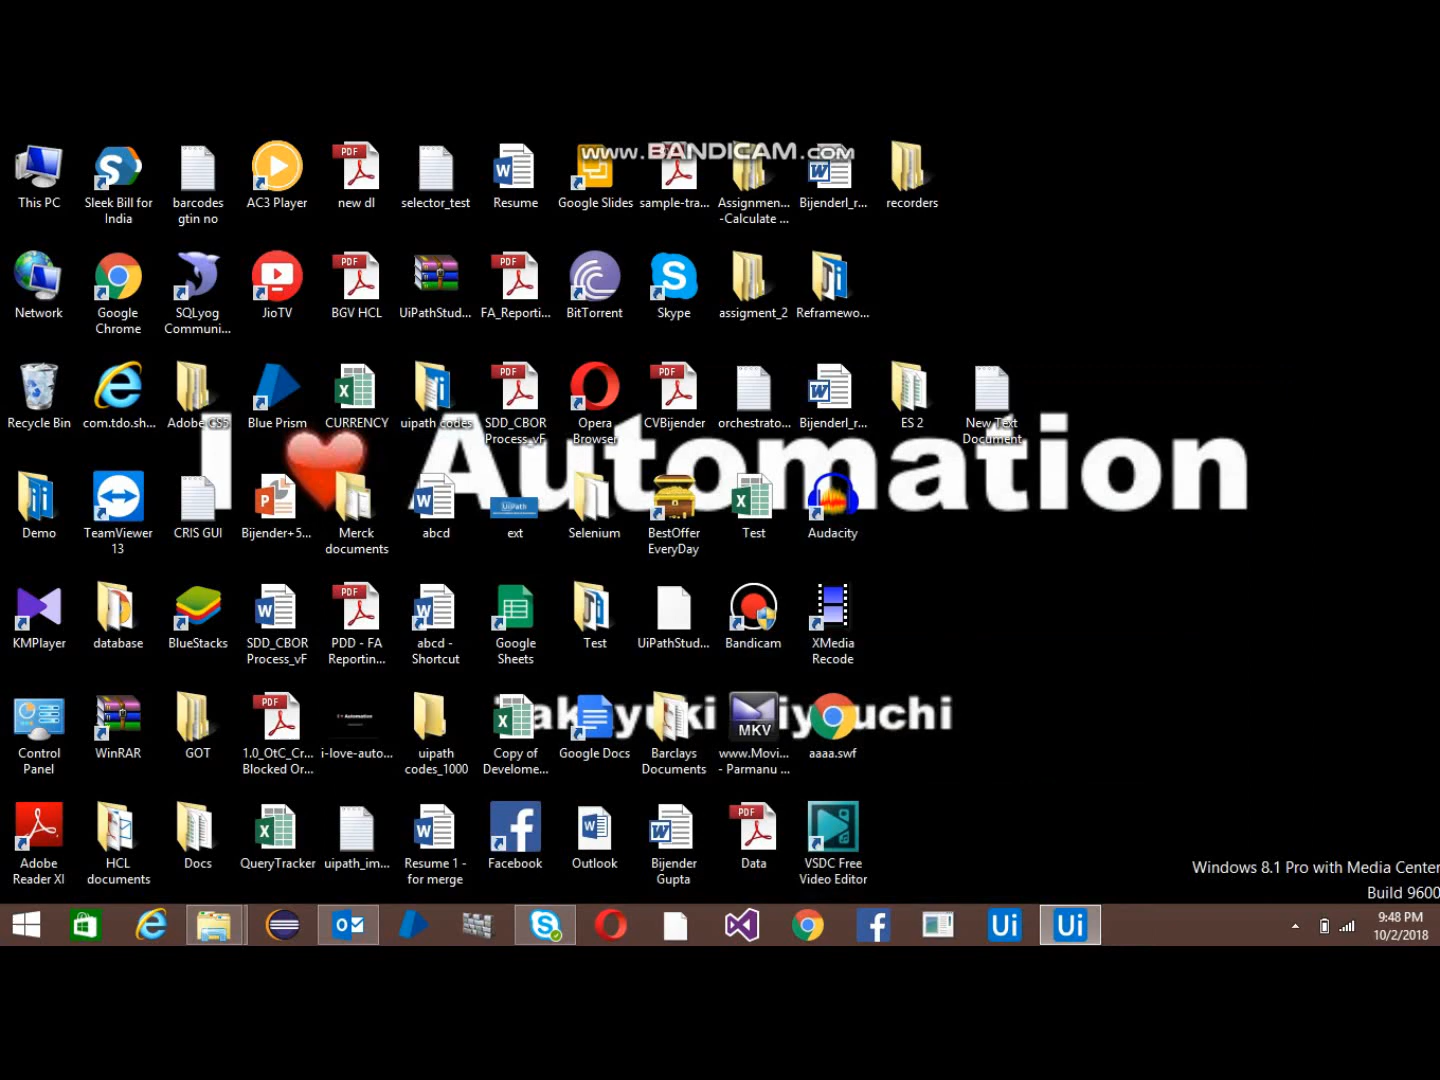 www.BANDICAM.com
This PC
Sleek Bill for
India
barcodes
gtin no
AC3 Player
new dl
selector_test
Resume
Google Slides
sample-tra...
Assignmen...
-Calculate ...
Bijenderl_r...
recorders
Network
Google
Chrome
SQLyog
Communi...
JioTV
BGV HCL
UiPathStud...
FA_Reporti...
BitTorrent
Skype
assigment_2
Reframewo...
Recycle Bin
com.tdo.sh...
Adobe CS5
Blue Prism
CURRENCY
uipath codes
SDD_CBOR
Process_vF
Opera
Browser
CVBijender
orchestrato...
Bijenderl_r...
ES 2
New Text
Document
I Automation
Demo
TeamViewer
13
CRIS GUI
Bijender+5...
Merck
documents
abcd
UiPath
ext
Selenium
BestOffer
EveryDay
Test
Audacity
KMPlayer
database
BlueStacks
SDD_CBOR
Process_vF
PDD - FA
Reportin...
abcd -
Shortcut
Google
Sheets
Test
UiPathStud...
Bandicam
XMedia
Recode
Control
Panel
WinRAR
GOT
1.0_OtC_Cr...
Blocked Or...
i-love-auto...
uipath
codes_1000
Copy of
Develome...
Google Docs
Barclays
Documents
MKV
www.Movi...
- Parmanu ...
aaaa.swf
Adobe
Reader XI
HCL
documents
Docs
QueryTracker
uipath_im...
Resume 1 -
for merge
Facebook
Outlook
Bijender
Gupta
Data
VSDC Free
Video Editor
Windows 8.1 Pro with Media Center
Build 9600
Ui
Ui
9:48 PM
10/2/2018